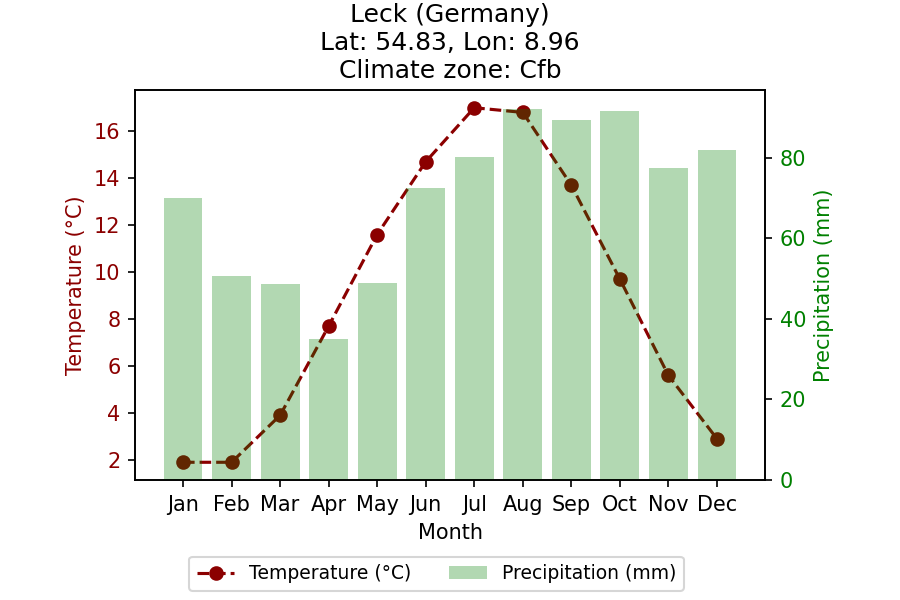 Leck (Germany)
Lat: 54.83, Lon: 8.96
Climate zone: Cfb
16
14
12
10
8
6
4
2
Temperature (°C)
80
60
40
20
0
Precipitation (mm)
Jan Feb Mar Apr May Jun Jul Aug Sep Oct Nov Dec
Month
Temperature (°C) Precipitation (mm)